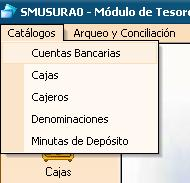 SMUSURA0 - Módulo de Tesor
Catálogos Arqueo y Conciliación
Cuentas Bancarias
Cajas
Cajeros
Denominaciones
Minutas de Depósito
Cajas